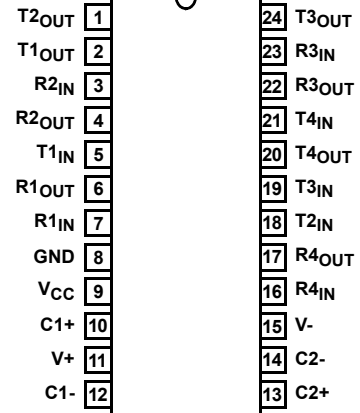 T2OUT 1 24 T3OUT
T1OUT 2 23 R3IN
R2IN 3 22 R3OUT
R2OUT 4 21 T4IN
T1IN 5 20 T4OUT
R1OUT 6 19 T3IN
R1IN 7 18 T2IN
GND 8 17 R4OUT
VCC 9 16 R4IN
C1+ 10 15 V-
V+ 11 14 C2-
C1- 12 13 C2+